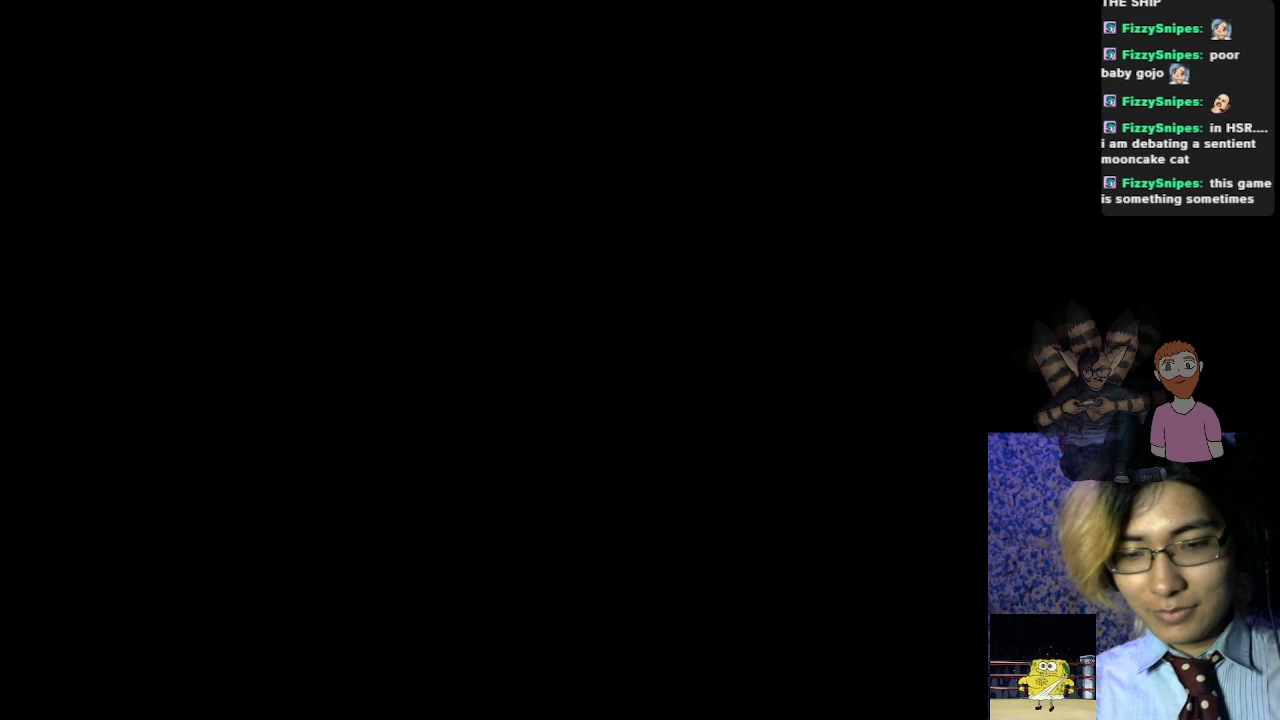 THE SHIP
FizzySnipes:
FizzySnipes: poor
baby gojo
FizzySnipes:
FizzySnipes: in HSR....
i am debating a sentient
mooncake cat
FizzySnipes: this game
is something sometimes